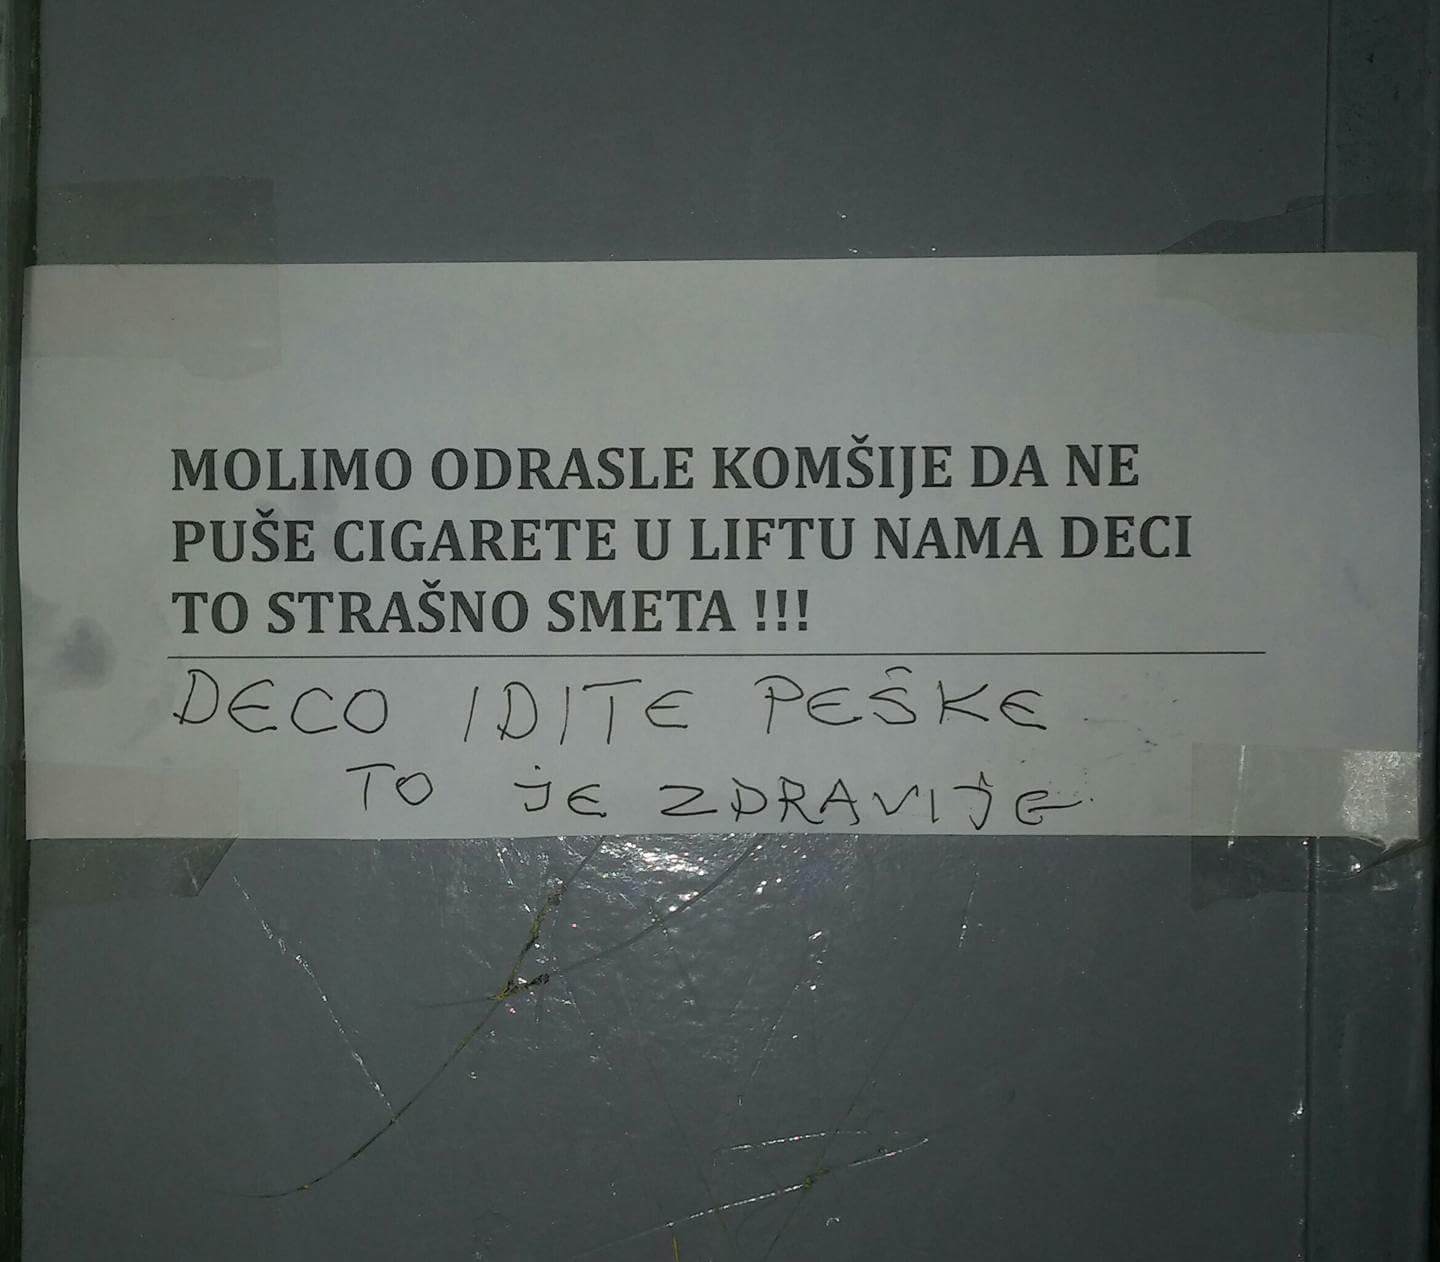 MOLIMO ODRASLE KOMŠIJE DA NE
PUŠE CIGARETE U LIFTU NAMA DECI
TO STRAŠNO SMETA !!!
DECO IDITE PEŠKE
TO JE ZDRAVIJE